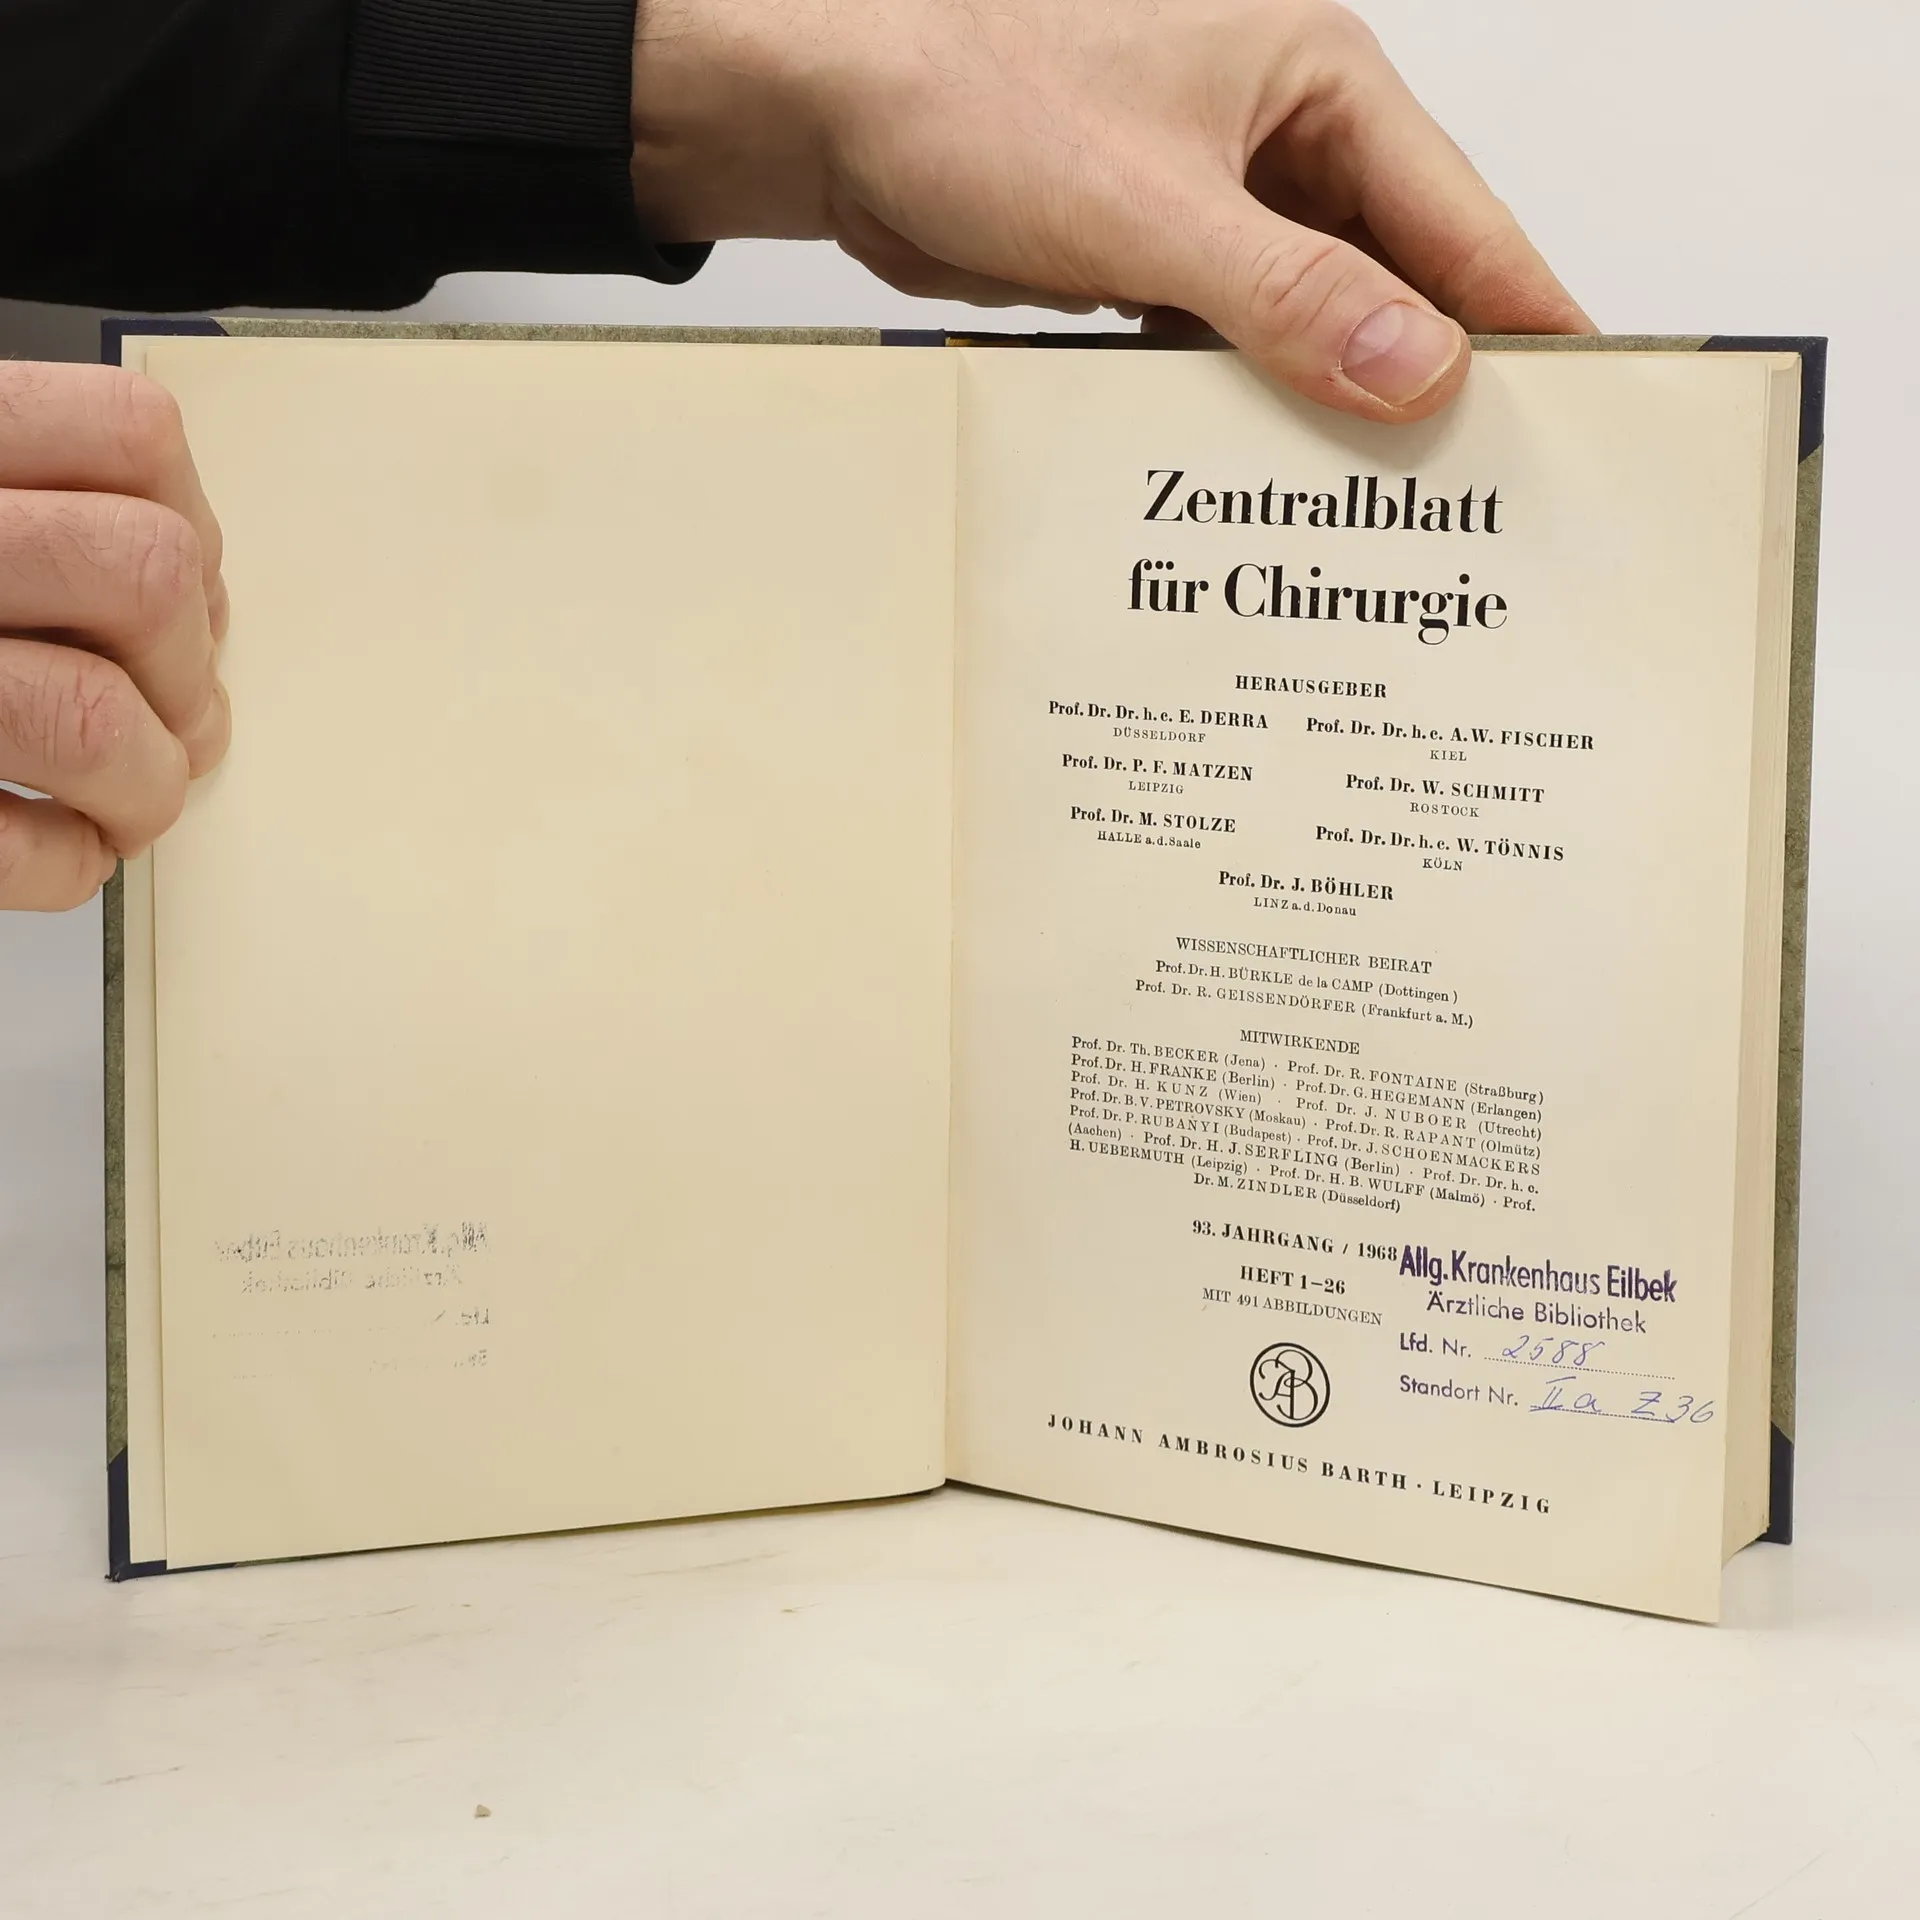 Zentralblatt
für Chirurgie
HERAUSGEBER
Prof. Dr. Dr. h. c. E. DERRA
DÜSSELDORF
Prof. Dr. Dr. h. c. A. W. FISCHER
KIEL
Prof. Dr. P. F. MATZEN
LEIPZIG
Prof. Dr. W. SCHMITT
ROSTOCK
Prof. Dr. M. STOLZE
HALLE a. d. Saale
Prof. Dr. Dr. h. c. W. TÖNNIS
KÖLN
Prof. Dr. J. BÖHLER
LINZ a. d. Donau
WISSENSCHAFTLICHER BEIRAT
Prof. Dr. H. BÜRKLE de la CAMP (Dottingen)
Prof. Dr. R. GEISSENDÖRFER (Frankfurt a. M.)
MITWIRKENDE
Prof. Dr. Th. BECKER (Jena) · Prof. Dr. R. FONTAINE (Straßburg)
Prof. Dr. H. FRANKE (Berlin) · Prof. Dr. G. HEGEMANN (Erlangen)
Prof. Dr. H. KUNZ (Wien) · Prof. Dr. J. NUBOER (Utrecht)
Prof. Dr. B. V. PETROVSKY (Moskau) · Prof. Dr. R. RAPANT (Olmütz)
Prof. Dr. P. RUBANYI (Budapest) · Prof. Dr. J. SCHOENMACKERS
(Aachen) · Prof. Dr. H. J. SERFLING (Berlin) · Prof. Dr. Dr. h. c.
H. UEBERMUTH (Leipzig) · Prof. Dr. H. B. WULFF (Malmö) · Prof.
Dr. M. ZINDLER (Düsseldorf)
93. JAHRGANG / 1968
HEFT 1–26
MIT 491 ABBILDUNGEN
Allg. Krankenhaus Eilbek
Ärztliche Bibliothek
Lfd. Nr. 2588
Standort Nr. II a Z 36
JAB
JOHANN AMBROSIUS BARTH · LEIPZIG